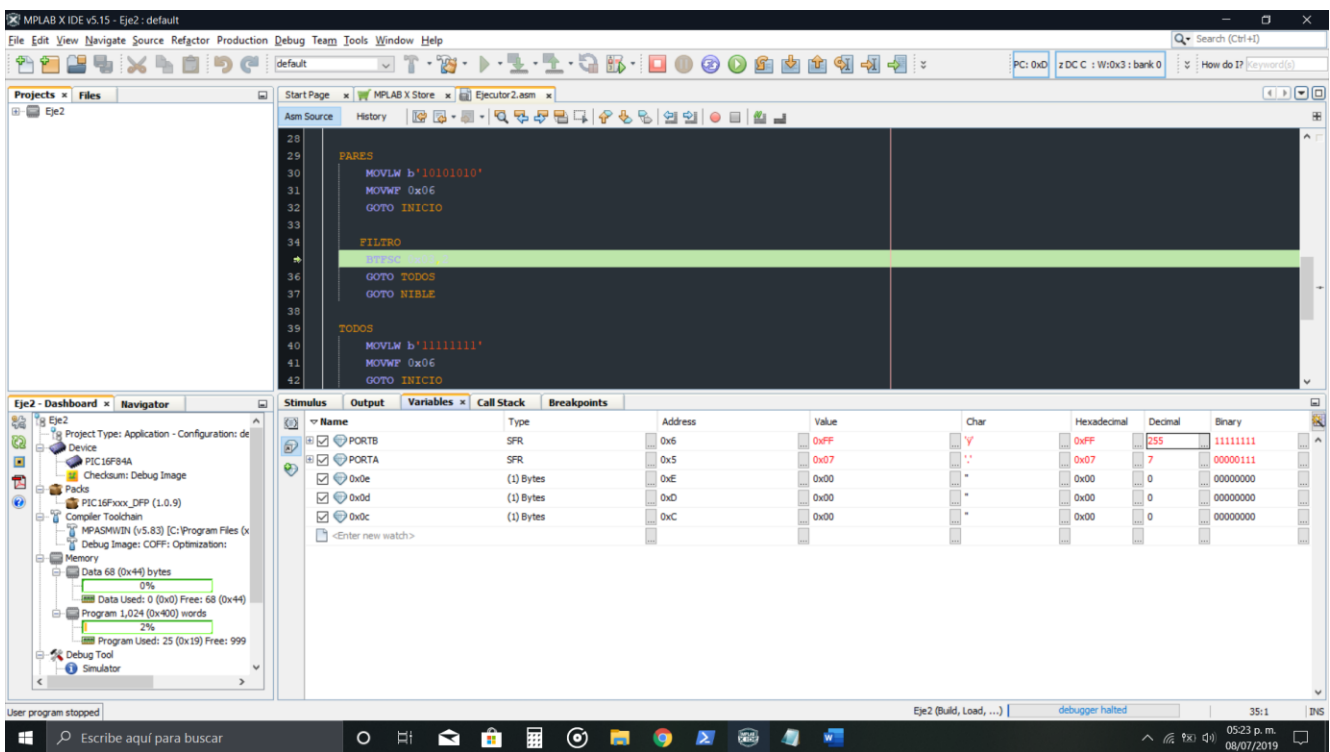 MPLAB X IDE v5.15 - Eje2 : default
File Edit View Navigate Source Refactor Production Debug Team Tools Window Help
Search (Ctrl+I)
default
PC: 0xD
z DC C : W:0x3 : bank 0
How do I? Keyword(s)
Projects Files
Start Page MPLAB X Store Ejecutor2.asm
Eje2
Asm Source History
28
29 PARES
30 MOVLW b'10101010'
31 MOVWF 0x06
32 GOTO INICIO
33
34 FILTRO
BTFSC
36 GOTO TODOS
37 GOTO NIBLE
38
39 TODOS
40 MOVLW b'11111111'
41 MOVWF 0x06
42 GOTO INICIO
Eje2 - Dashboard Navigator
Eje2
Project Type: Application - Configuration: de
Device
PIC16F84A
Checksum: Debug Image
Packs
PIC16Fxxx_DFP (1.0.9)
Compiler Toolchain
MPASMWIN (v5.83) [C:\Program Files (x
Debug Image: COFF: Optimization:
Memory
Data 68 (0x44) bytes
0%
Data Used: 0 (0x0) Free: 68 (0x44)
Program 1,024 (0x400) words
2%
Program Used: 25 (0x19) Free: 999
Debug Tool
Simulator
Stimulus Output Variables Call Stack Breakpoints
Name Type Address Value Char Hexadecimal Decimal Binary
PORTB SFR 0x6 0xFF 'ÿ' 0xFF 255 11111111
PORTA SFR 0x5 0x07 '.' 0x07 7 00000111
0x0e (1) Bytes 0xE 0x00 '' 0x00 0 00000000
0x0d (1) Bytes 0xD 0x00 '' 0x00 0 00000000
0x0c (1) Bytes 0xC 0x00 '' 0x00 0 00000000
<Enter new watch>
User program stopped
Eje2 (Build, Load, ...)
debugger halted
35:1
INS
Escribe aquí para buscar
05:23 p. m.
08/07/2019